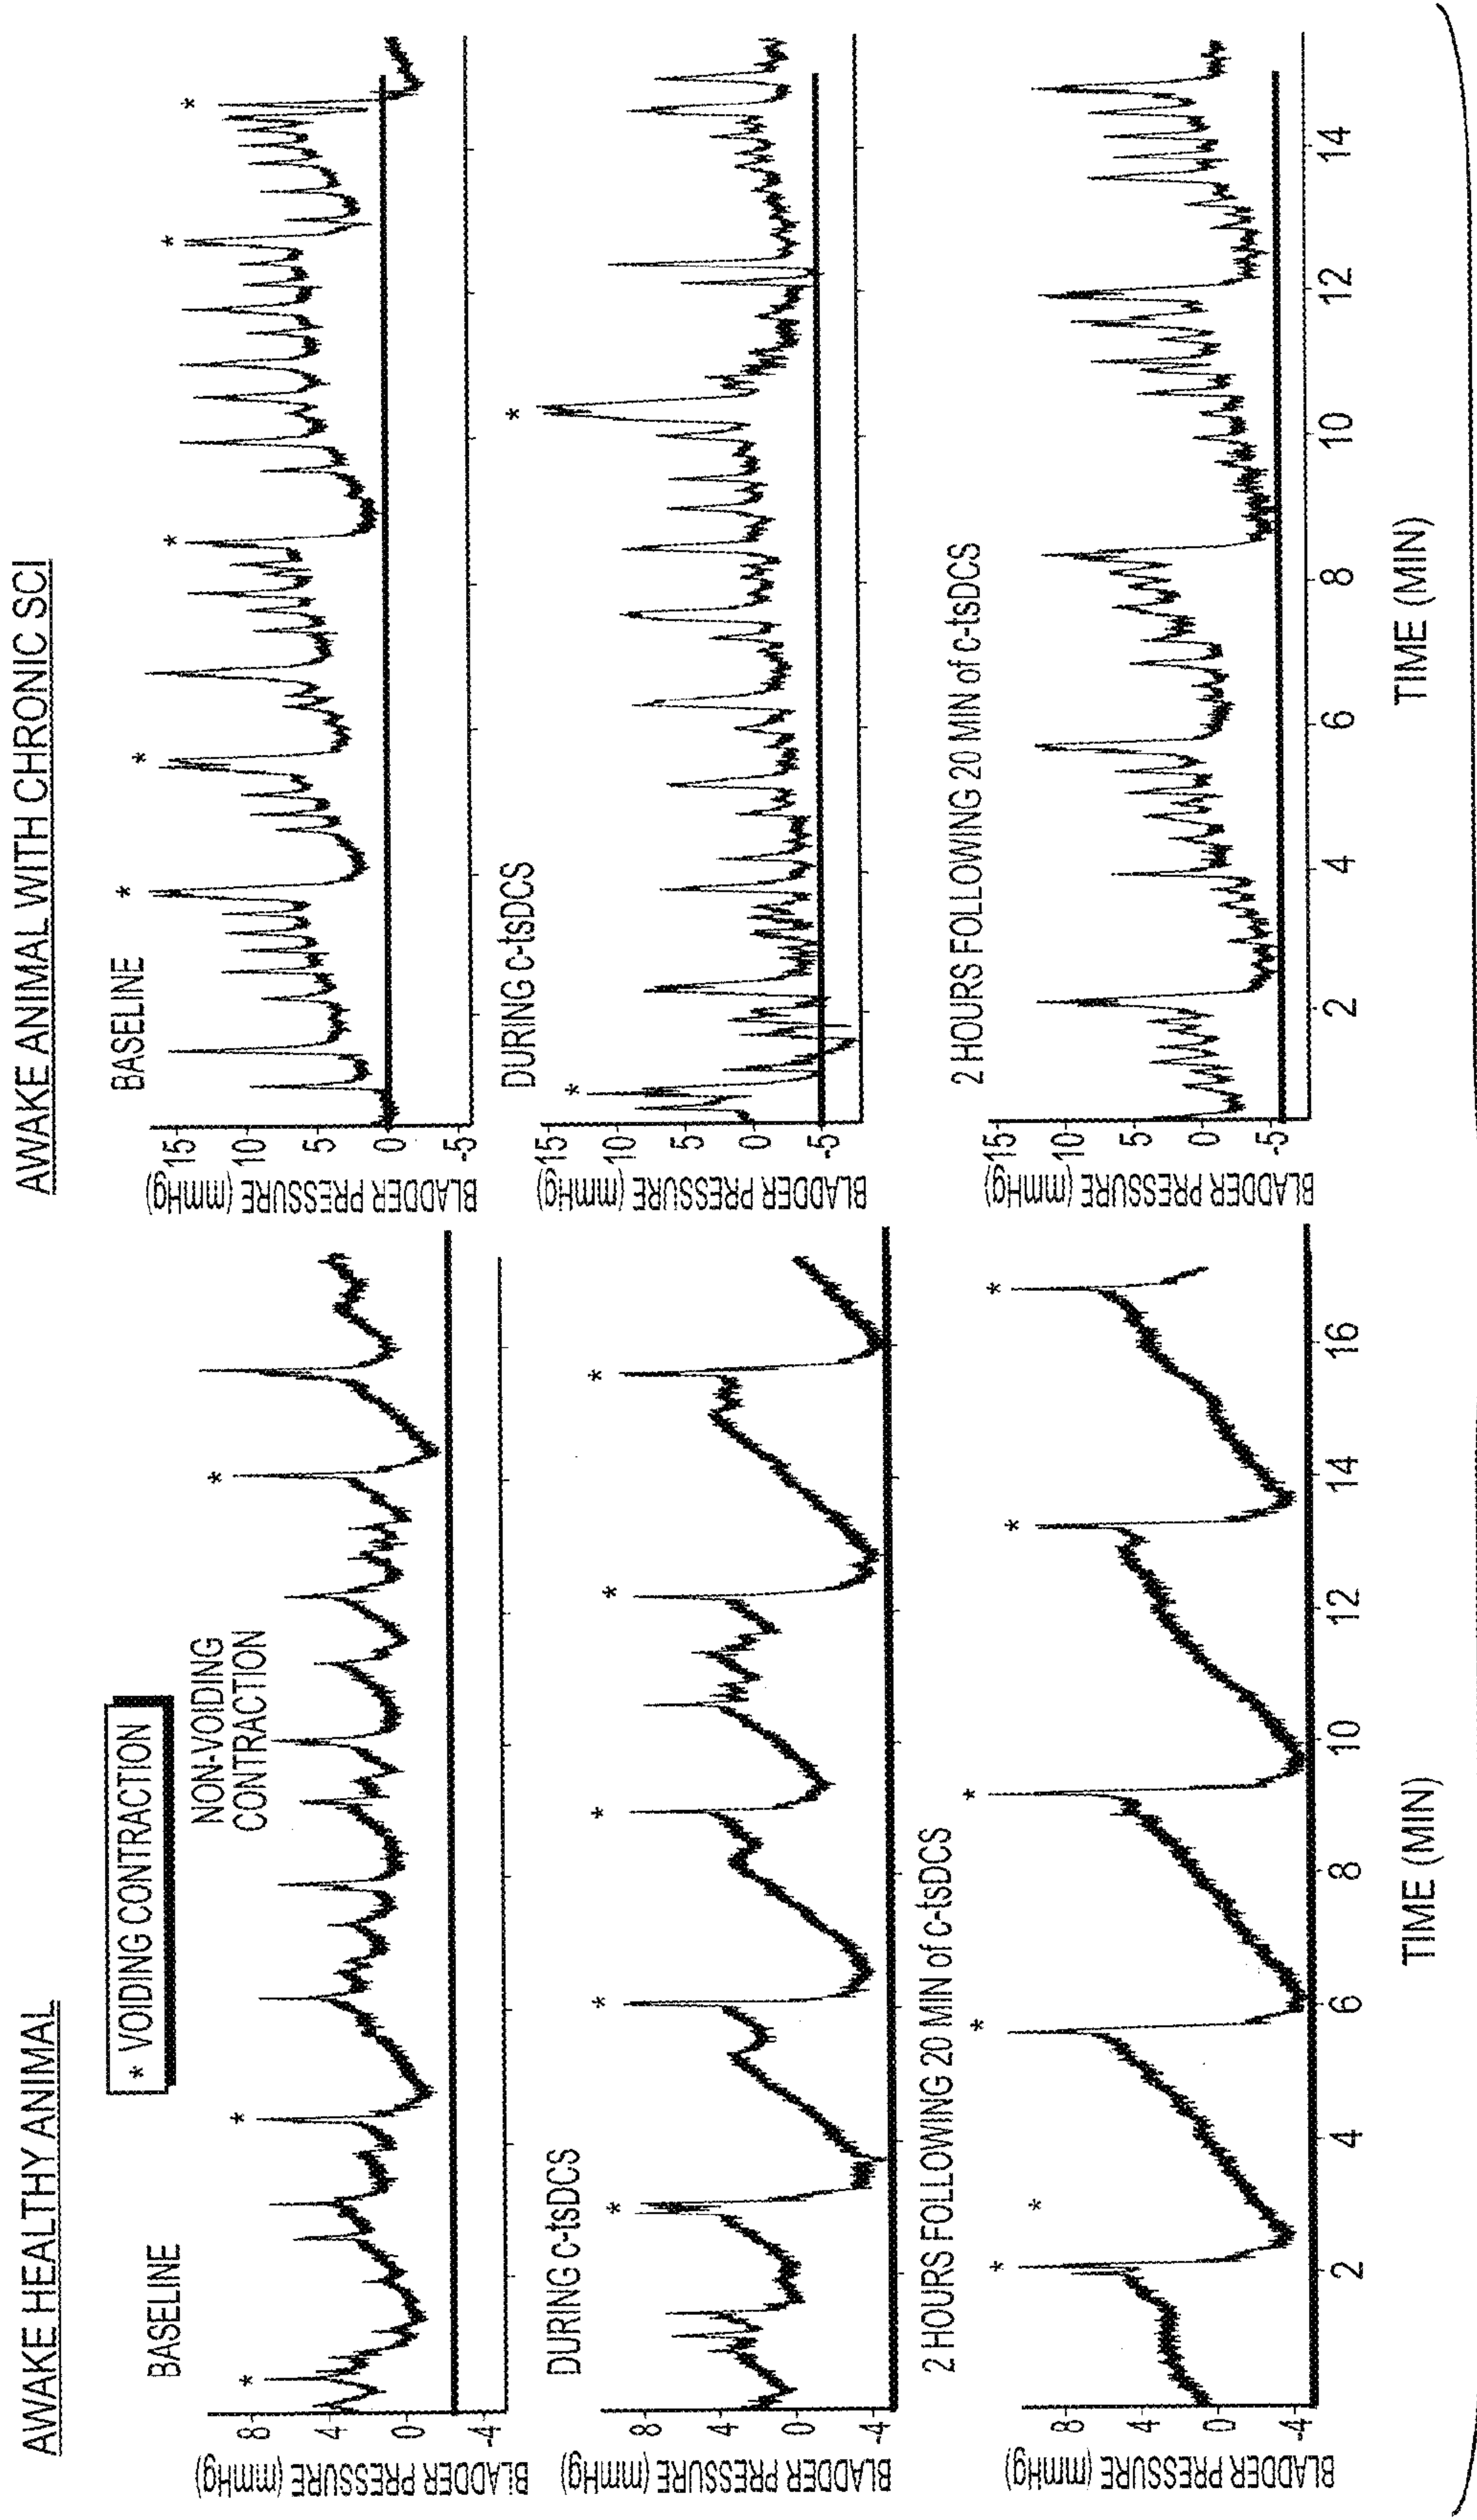 AWAKE HEALTHY ANIMAL
* VOIDING CONTRACTION
BASELINE
NON-VOIDING
CONTRACTION
*
*
*
BLADDER PRESSURE (mmHg)
8
4
0
-4
DURING c-tsDCS
*
*
*
*
*
BLADDER PRESSURE (mmHg)
8
4
0
-4
2 HOURS FOLLOWING 20 MIN of c-tsDCS
*
*
*
*
*
*
BLADDER PRESSURE (mmHg)
8
4
0
-4
2 4 6 8 10 12 14 16
TIME (MIN)
AWAKE ANIMAL WITH CHRONIC SCI
BASELINE
*
*
*
*
*
BLADDER PRESSURE (mmHg)
15
10
5
0
-5
DURING c-tsDCS
*
*
BLADDER PRESSURE (mmHg)
15
10
5
0
-5
2 HOURS FOLLOWING 20 MIN of c-tsDCS
BLADDER PRESSURE (mmHg)
15
10
5
0
-5
2 4 6 8 10 12 14
TIME (MIN)